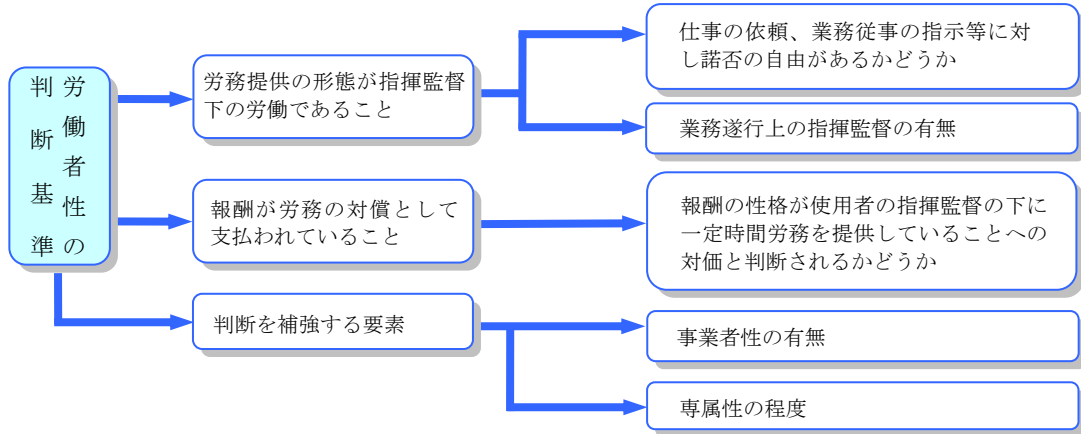 労働者性の
判断基準
労務提供の形態が指揮監督
下の労働であること
仕事の依頼、業務従事の指示等に対
し諾否の自由があるかどうか
業務遂行上の指揮監督の有無
報酬が労務の対償として
支払われていること
報酬の性格が使用者の指揮監督の下に
一定時間労務を提供していることへの
対価と判断されるかどうか
判断を補強する要素
事業者性の有無
専属性の程度